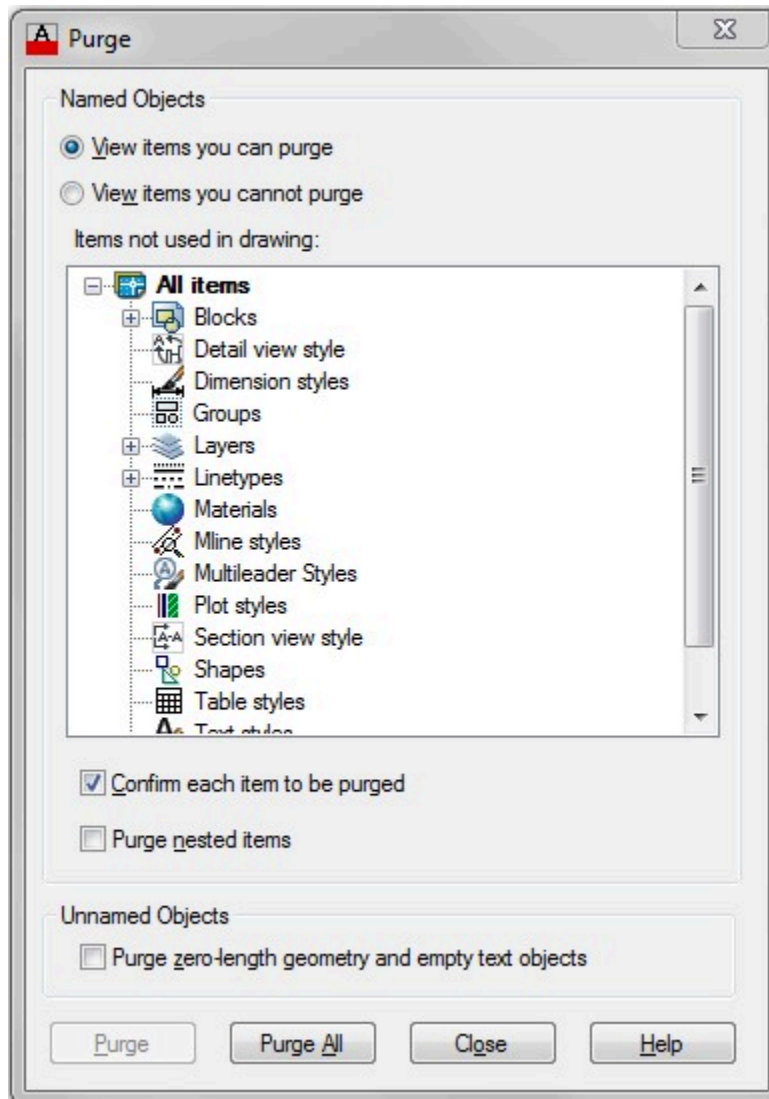 A Purge
Named Objects
View items you can purge
View items you cannot purge
Items not used in drawing:
All items
Blocks
Detail view style
Dimension styles
Groups
Layers
Linetypes
Materials
Mline styles
Multileader Styles
Plot styles
Section view style
Shapes
Table styles
Text styles
Confirm each item to be purged
Purge nested items
Unnamed Objects
Purge zero-length geometry and empty text objects
Purge Purge All Close Help